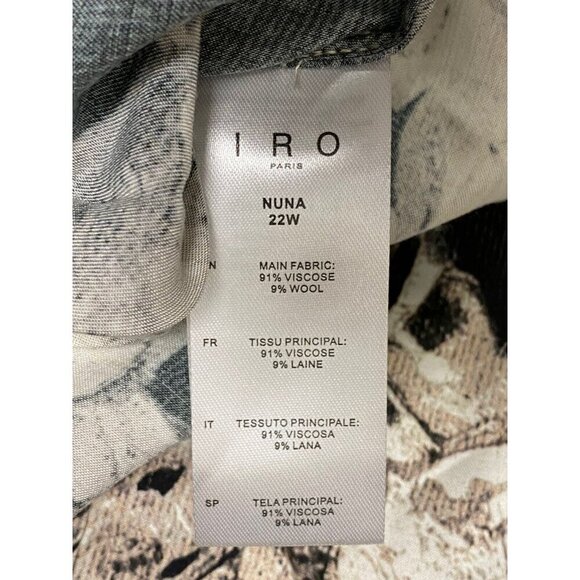 IRO
PARIS
NUNA
22W
N MAIN FABRIC:
91% VISCOSE
9% WOOL
FR TISSU PRINCIPAL:
91% VISCOSE
9% LAINE
IT TESSUTO PRINCIPALE:
91% VISCOSA
9% LANA
SP TELA PRINCIPAL:
91% VISCOSA
9% LANA